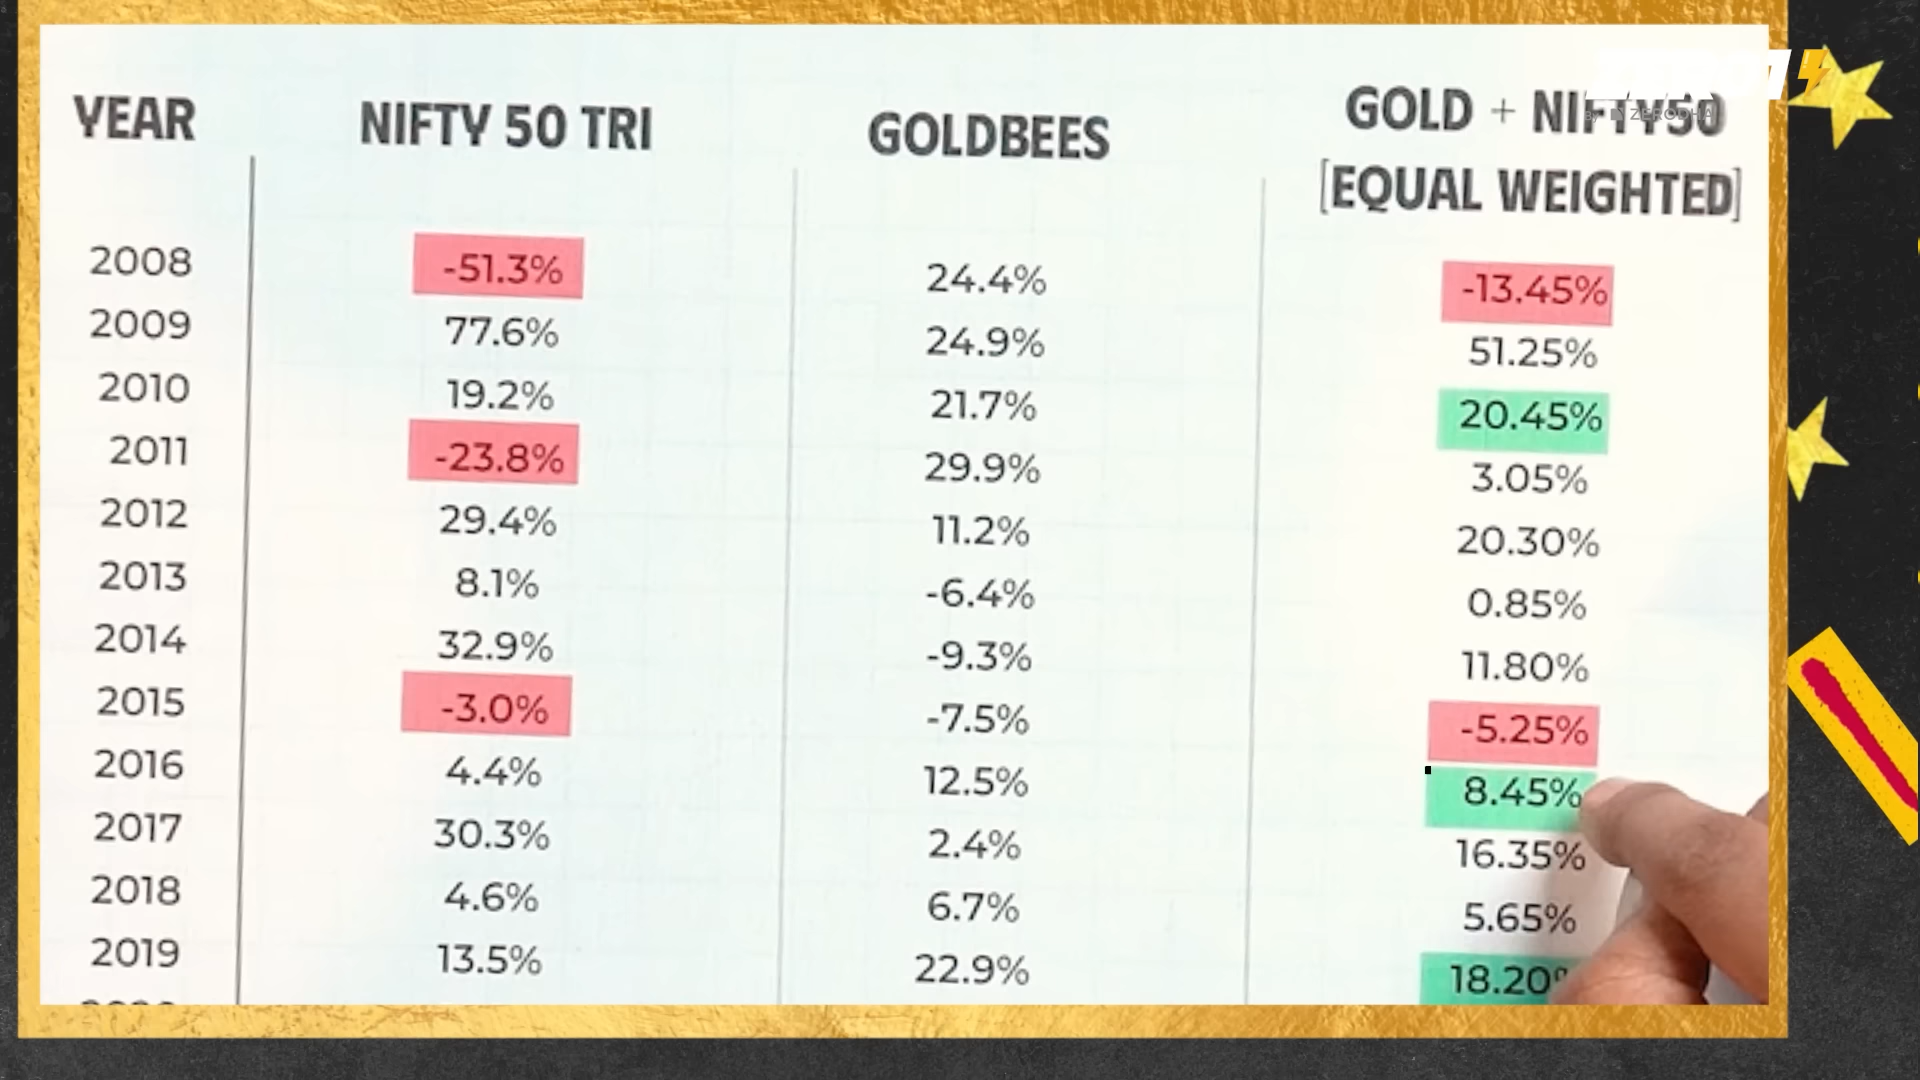 YEAR NIFTY 50 TRI GOLDBEES GOLD + NIFTY50
[EQUAL WEIGHTED]
2008 -51.3% 24.4% -13.45%
2009 77.6% 24.9% 51.25%
2010 19.2% 21.7% 20.45%
2011 -23.8% 29.9% 3.05%
2012 29.4% 11.2% 20.30%
2013 8.1% -6.4% 0.85%
2014 32.9% -9.3% 11.80%
2015 -3.0% -7.5% -5.25%
2016 4.4% 12.5% 8.45%
2017 30.3% 2.4% 16.35%
2018 4.6% 6.7% 5.65%
2019 13.5% 22.9% 18.20%